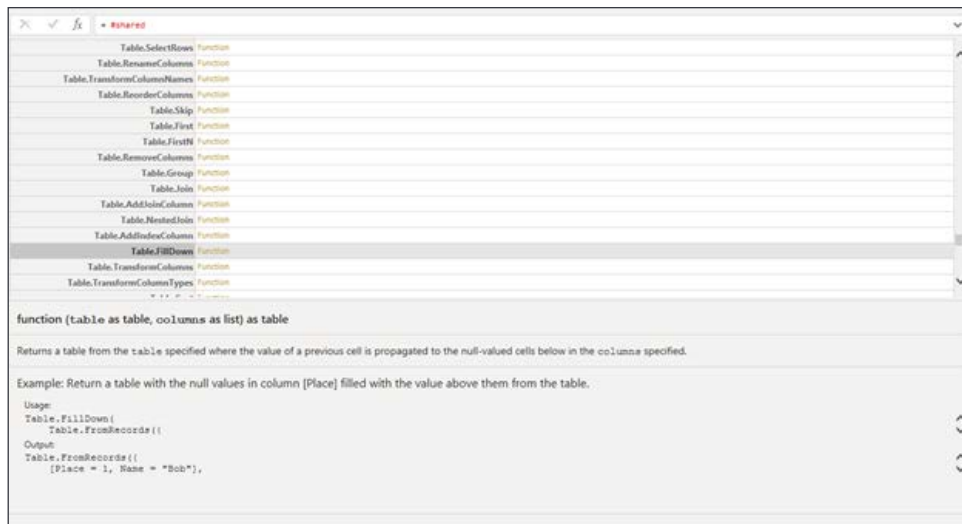 fx = #shared
Table.SelectRows Function
Table.RenameColumns Function
Table.TransformColumnNames Function
Table.ReorderColumns Function
Table.Skip Function
Table.First Function
Table.FirstN Function
Table.RemoveColumns Function
Table.Group Function
Table.Join Function
Table.AddJoinColumn Function
Table.NestedJoin Function
Table.AddIndexColumn Function
Table.FillDown Function
Table.TransformColumns Function
Table.TransformColumnTypes Function
function (table as table, columns as list) as table
Returns a table from the table specified where the value of a previous cell is propagated to the null-valued cells below in the columns specified.
Example: Return a table with the null values in column [Place] filled with the value above them from the table.
Usage:
Table.FillDown(
Table.FromRecords({
Output:
Table.FromRecords({
[Place = 1, Name = "Bob"],